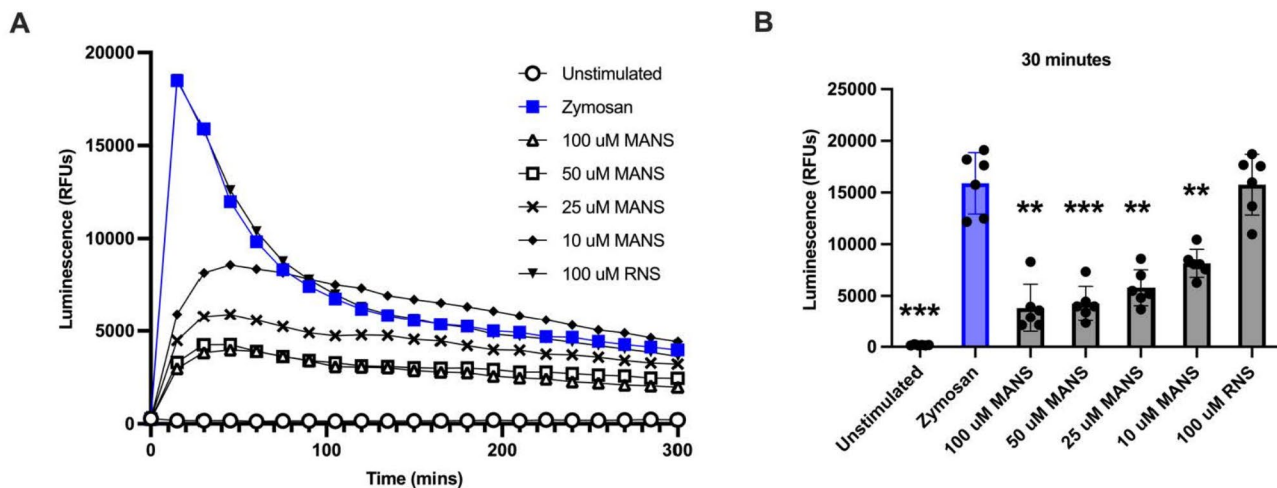 A
Luminescence (RFUs)
20000
15000
10000
5000
0
0
100
200
300
Time (mins)
Unstimulated
Zymosan
100 uM MANS
50 uM MANS
25 uM MANS
10 uM MANS
100 uM RNS
B
30 minutes
Luminescence (RFUs)
25000
20000
15000
10000
5000
0
***
**
***
**
**
Unstimulated
Zymosan
100 uM MANS
50 uM MANS
25 uM MANS
10 uM MANS
100 uM RNS